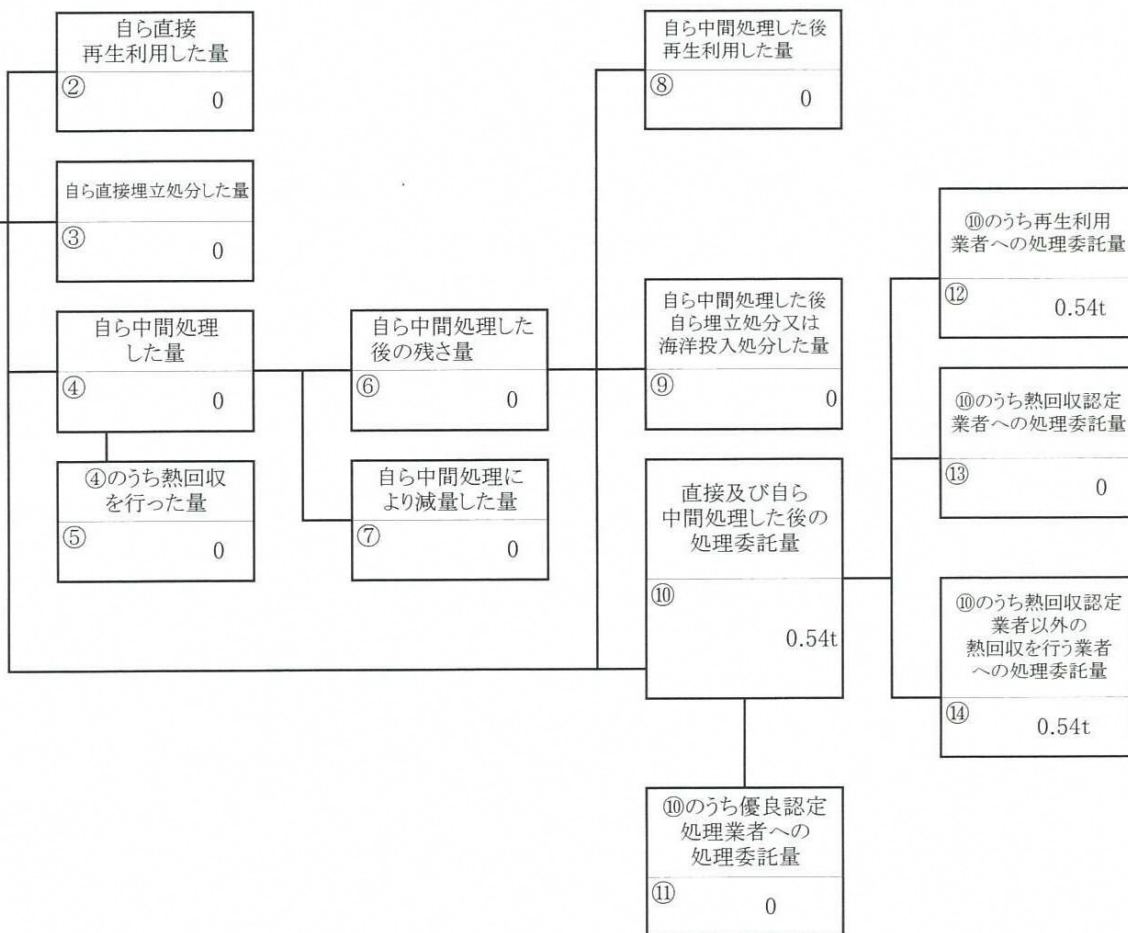 自ら直接
再生利用した量
②
0
自ら直接埋立処分した量
③
0
自ら中間処理
した量
④
0
④のうち熱回収
を行った量
⑤
0
自ら中間処理した
後の残さ量
⑥
0
自ら中間処理に
より減量した量
⑦
0
自ら中間処理した後
再生利用した量
⑧
0
自ら中間処理した後
自ら埋立処分又は
海洋投入処分した量
⑨
0
直接及び自ら
中間処理した後の
処理委託量
⑩
0.54t
⑩のうち優良認定
処理業者への
処理委託量
⑪
0
⑩のうち再生利用
業者への処理委託量
⑫
0.54t
⑩のうち熱回収認定
業者への処理委託量
⑬
0
⑩のうち熱回収認定
業者以外の
熱回収を行う業者
への処理委託量
⑭
0.54t